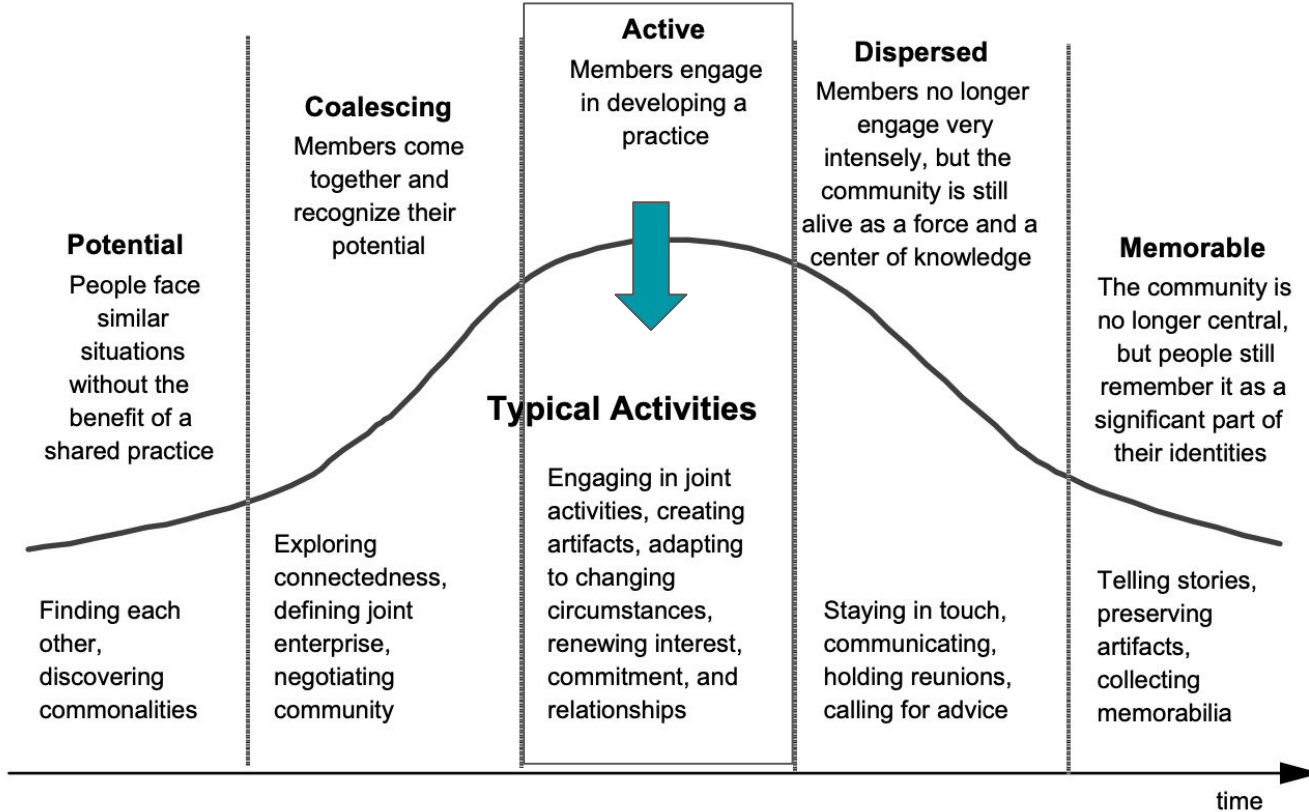 Potential
People face
similar
situations
without the
benefit of a
shared practice
Coalescing
Members come
together and
recognize their
potential
Active
Members engage
in developing a
practice
Dispersed
Members no longer
engage very
intensely, but the
community is still
alive as a force and a
center of knowledge
Memorable
The community is
no longer central,
but people still
remember it as a
significant part of
their identities
Typical Activities
Finding each
other,
discovering
commonalities
Exploring
connectedness,
defining joint
enterprise,
negotiating
community
Engaging in joint
activities, creating
artifacts, adapting
to changing
circumstances,
renewing interest,
commitment, and
relationships
Staying in touch,
communicating,
holding reunions,
calling for advice
Telling stories,
preserving
artifacts,
collecting
memorabilia
time